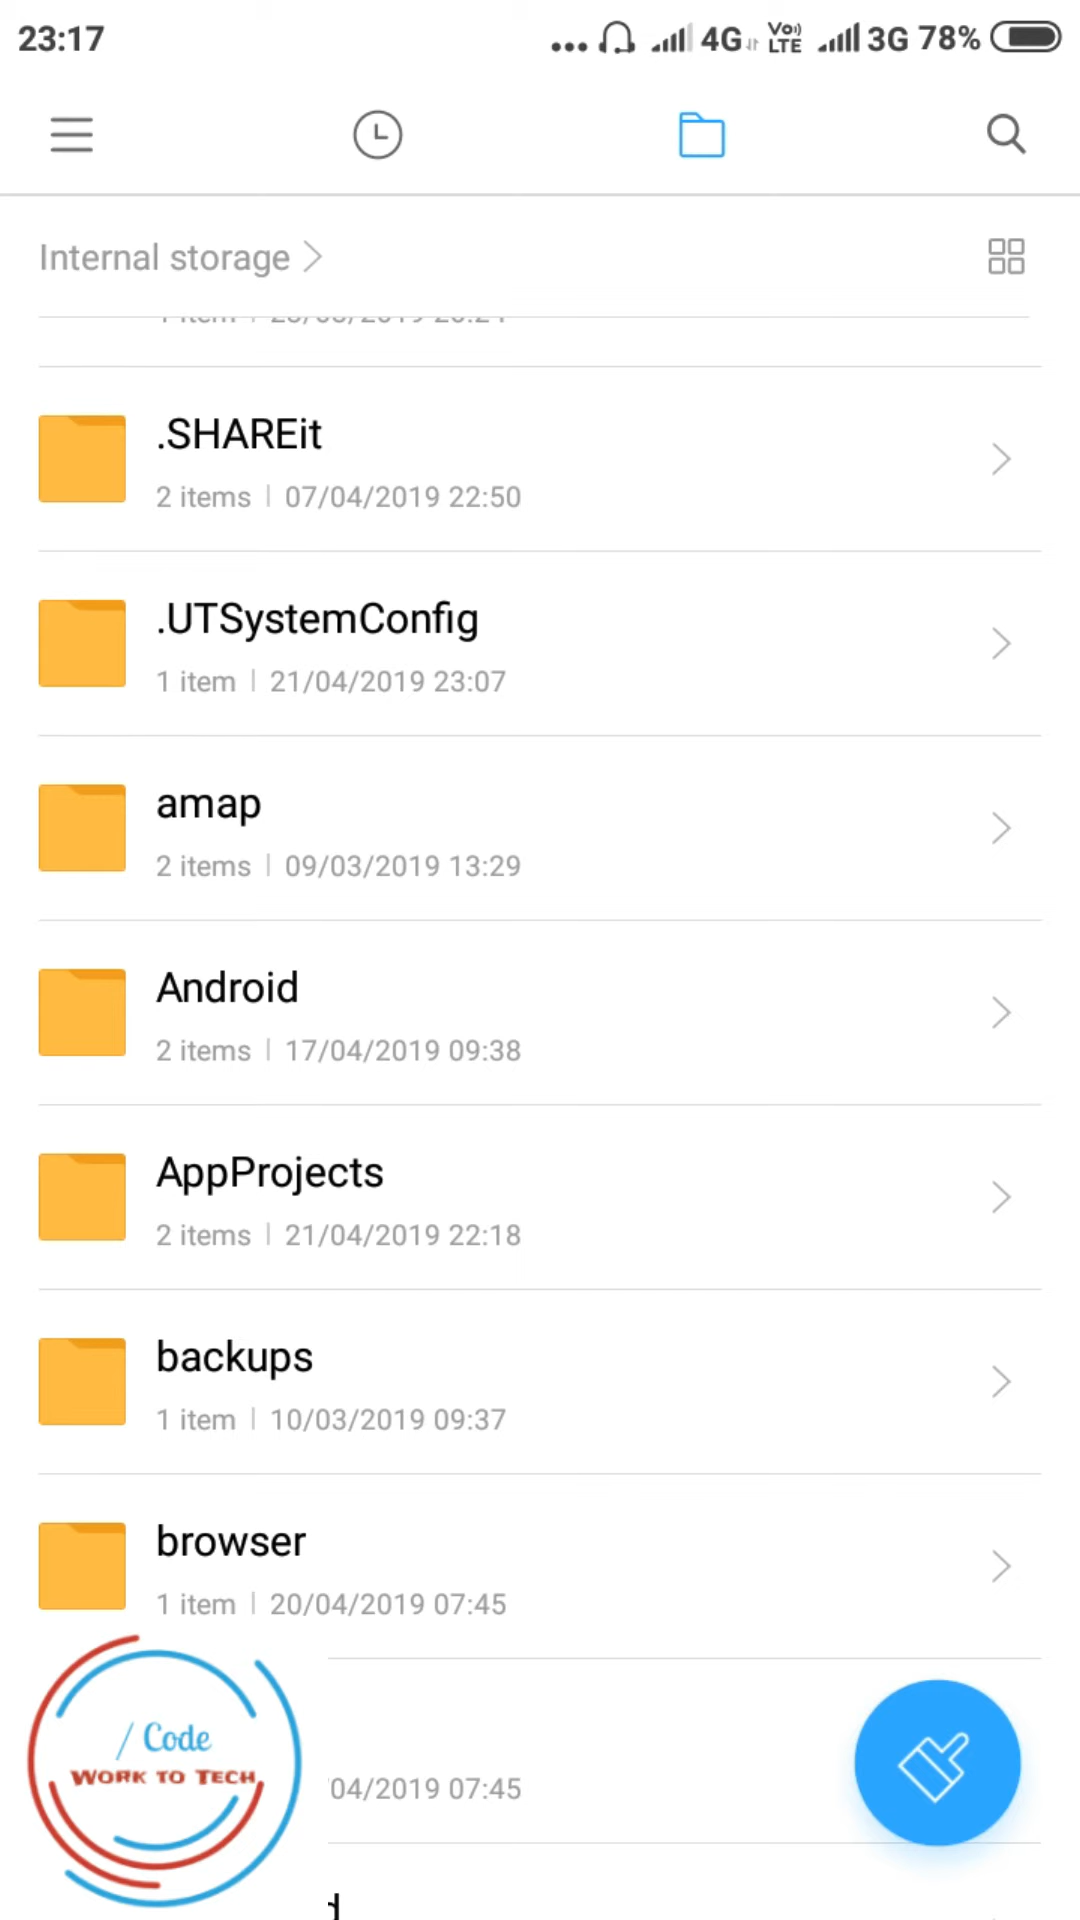 23:17 ... 4G Vo)) LTE 3G 78%
Internal storage
.SHAREit
2 items | 07/04/2019 22:50
.UTSystemConfig
1 item | 21/04/2019 23:07
amap
2 items | 09/03/2019 13:29
Android
2 items | 17/04/2019 09:38
AppProjects
2 items | 21/04/2019 22:18
backups
1 item | 10/03/2019 09:37
browser
1 item | 20/04/2019 07:45
/ Code
WORK TO TECH
04/2019 07:45